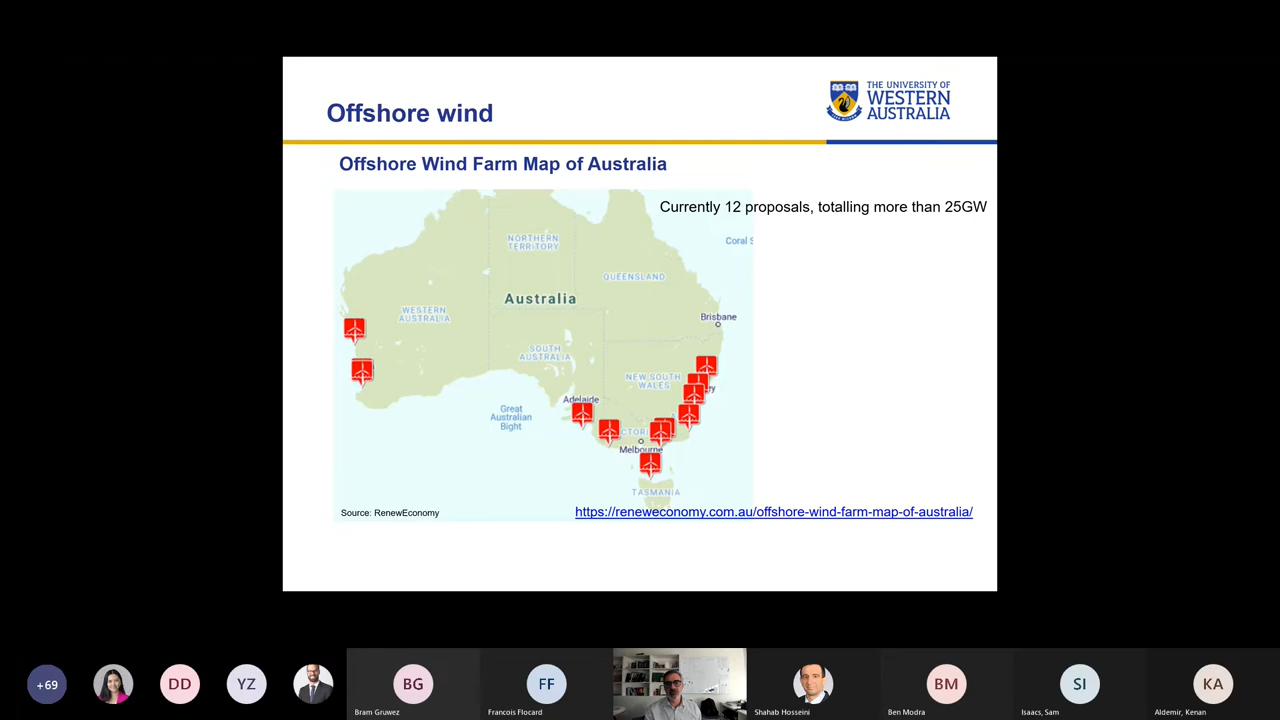 Offshore wind
THE UNIVERSITY OF
WESTERN
AUSTRALIA
Offshore Wind Farm Map of Australia
Currently 12 proposals, totalling more than 25GW
NORTHERN
TERRITORY
Coral S
QUEENSLAND
Australia
WESTERN
AUSTRALIA
Brisbane
SOUTH
AUSTRALIA
NEW SOUTH
WALES
Adelaide
Great
Australian
Bight
Melbourne
TASMANIA
Source: RenewEconomy
https://reneweconomy.com.au/offshore-wind-farm-map-of-australia/
+69
DD
YZ
BG
FF
BM
SI
KA
Bram Gruwez
Francois Flocard
Shahab Hosseini
Ben Modra
Isaacs, Sam
Aldemir, Kenan